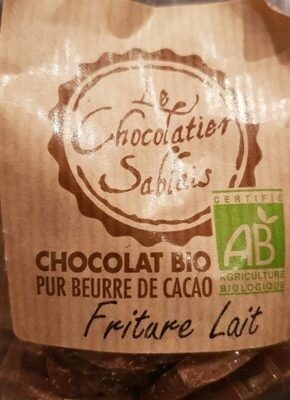 Le
Chocolatier
Sablais
CERTIFIÉ
AB
AGRICULTURE
BIOLOGIQUE
CHOCOLAT BIO
PUR BEURRE DE CACAO
Friture Lait